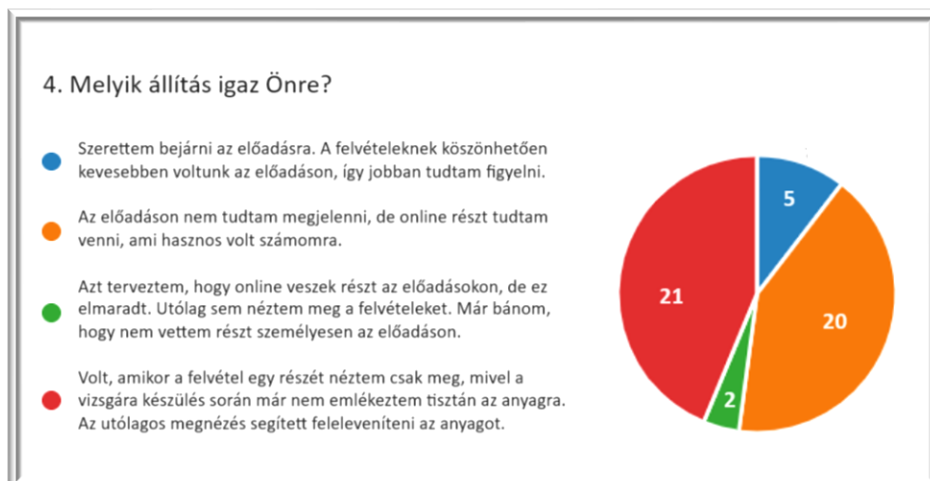 4. Melyik állítás igaz Önre?
Szerettem bejárni az előadásra. A felvételeknek köszönhetően
kevesebben voltunk az előadáson, így jobban tudtam figyelni.
Az előadáson nem tudtam megjelenni, de online részt tudtam
venni, ami hasznos volt számomra.
Azt terveztem, hogy online veszek részt az előadásokon, de ez
elmaradt. Utólag sem néztem meg a felvételeket. Már bánom,
hogy nem vettem részt személyesen az előadáson.
Volt, amikor a felvétel egy részét néztem csak meg, mivel a
vizsgára készülés során már nem emlékeztem tisztán az anyagra.
Az utólagos megnézés segített feleleveníteni az anyagot.
5
20
2
21